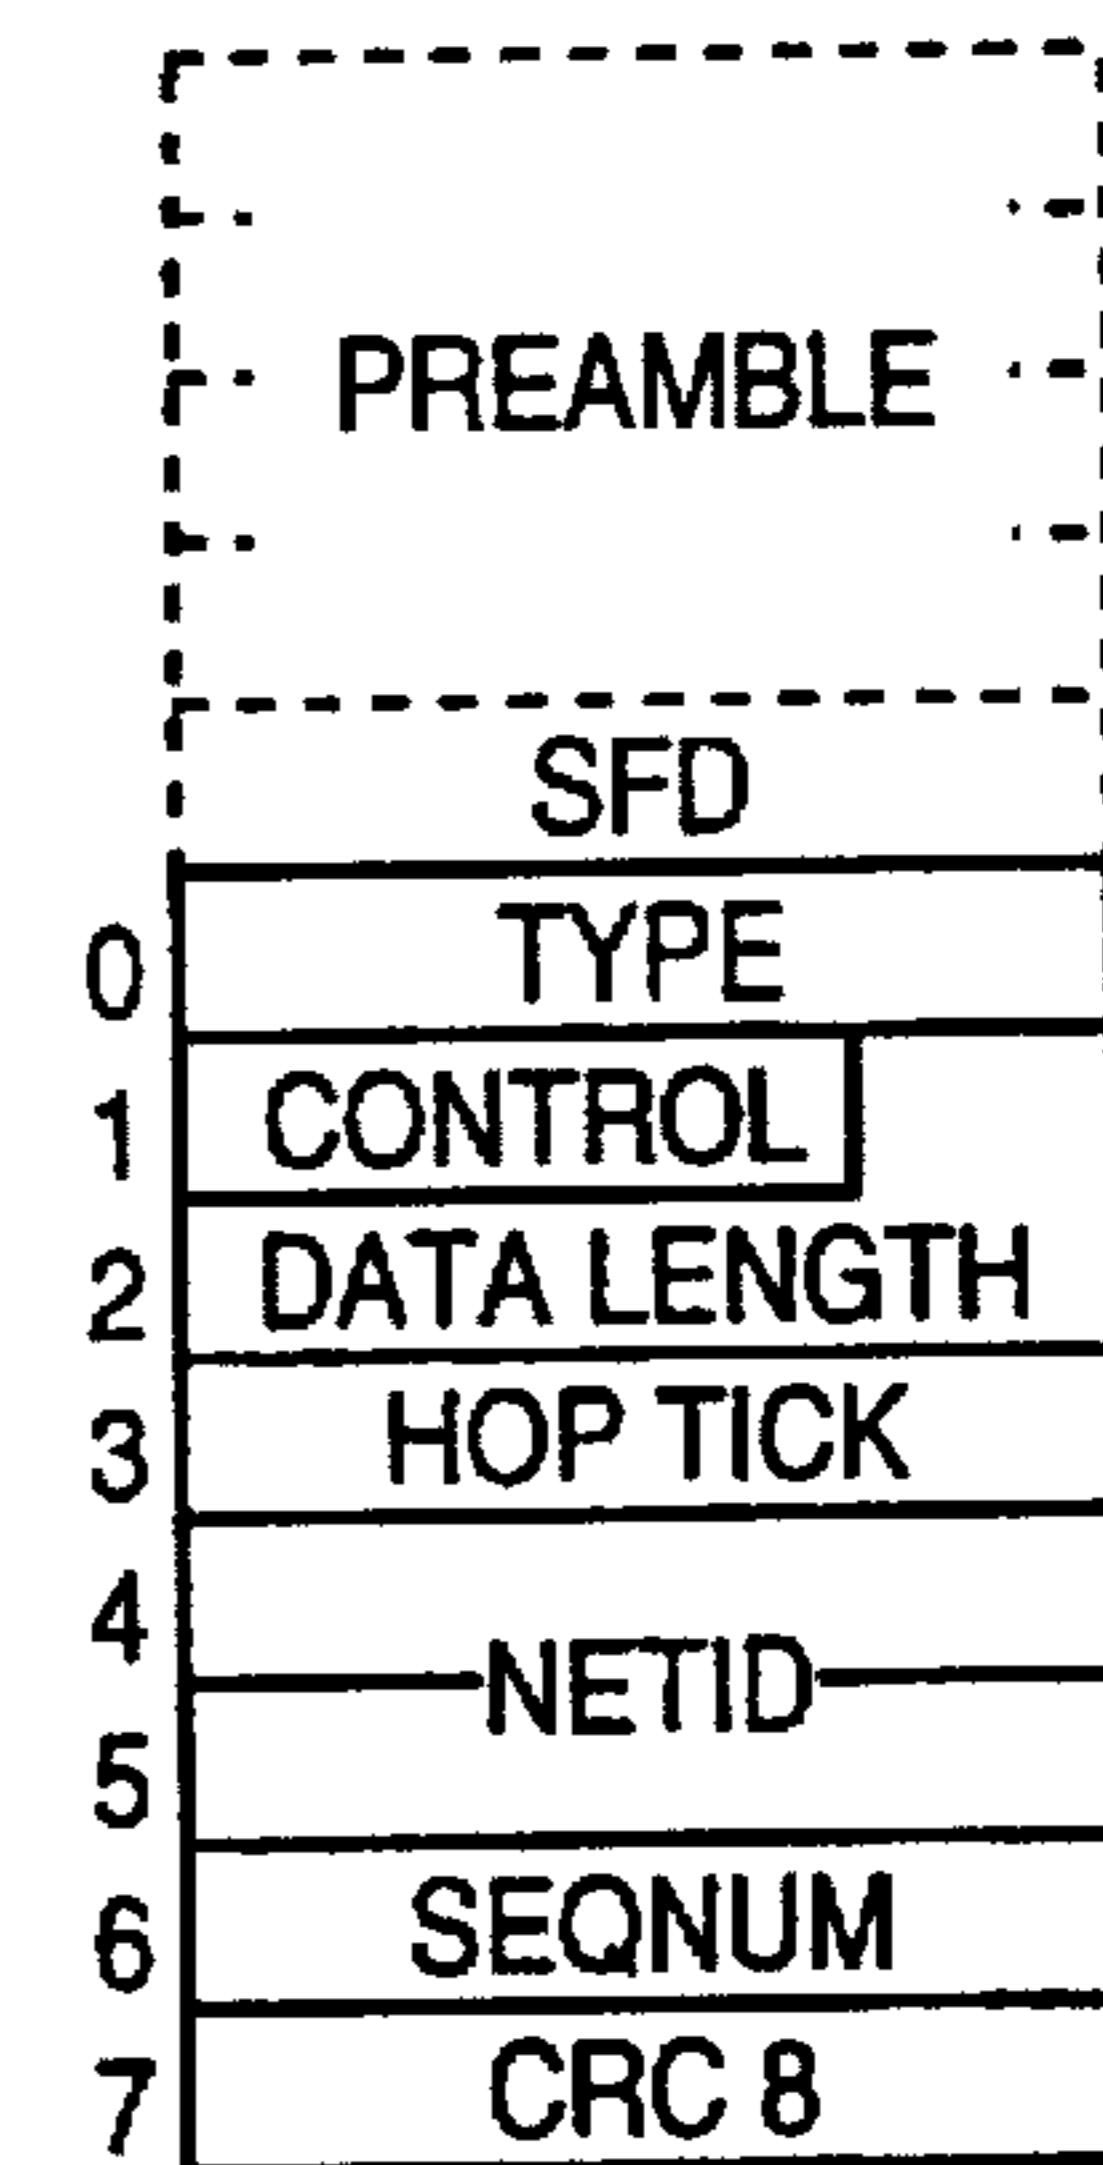 PREAMBLE
SFD
0 TYPE
1 CONTROL
2 DATA LENGTH
3 HOP TICK
4
NETID
5
6 SEQNUM
7 CRC 8